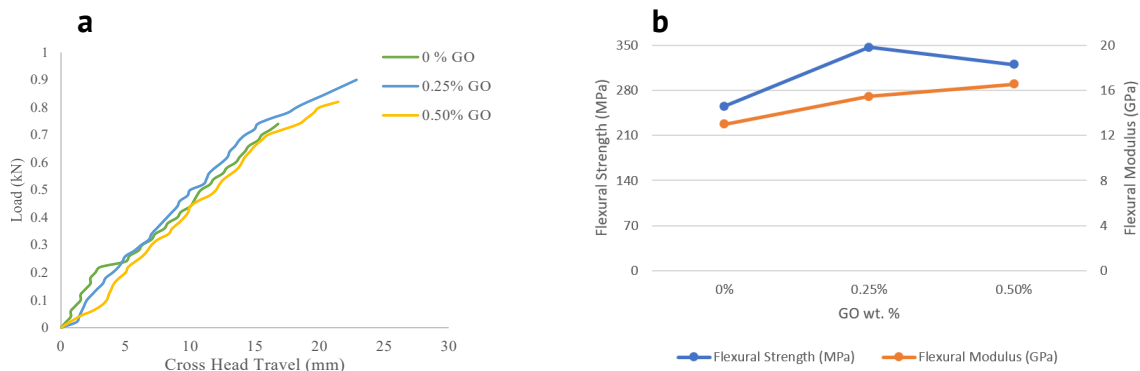 a
1
0.9
0.8
0.7
0.6
0.5
0.4
0.3
0.2
0.1
0
Load (kN)
0 % GO
0.25% GO
0.50% GO
0 5 10 15 20 25 30
Cross Head Travel (mm)
b
350
280
210
140
70
0
Flexural Strength (MPa)
20
16
12
8
4
0
Flexural Modulus (GPa)
0% 0.25% 0.50%
GO wt. %
Flexural Strength (MPa) Flexural Modulus (GPa)